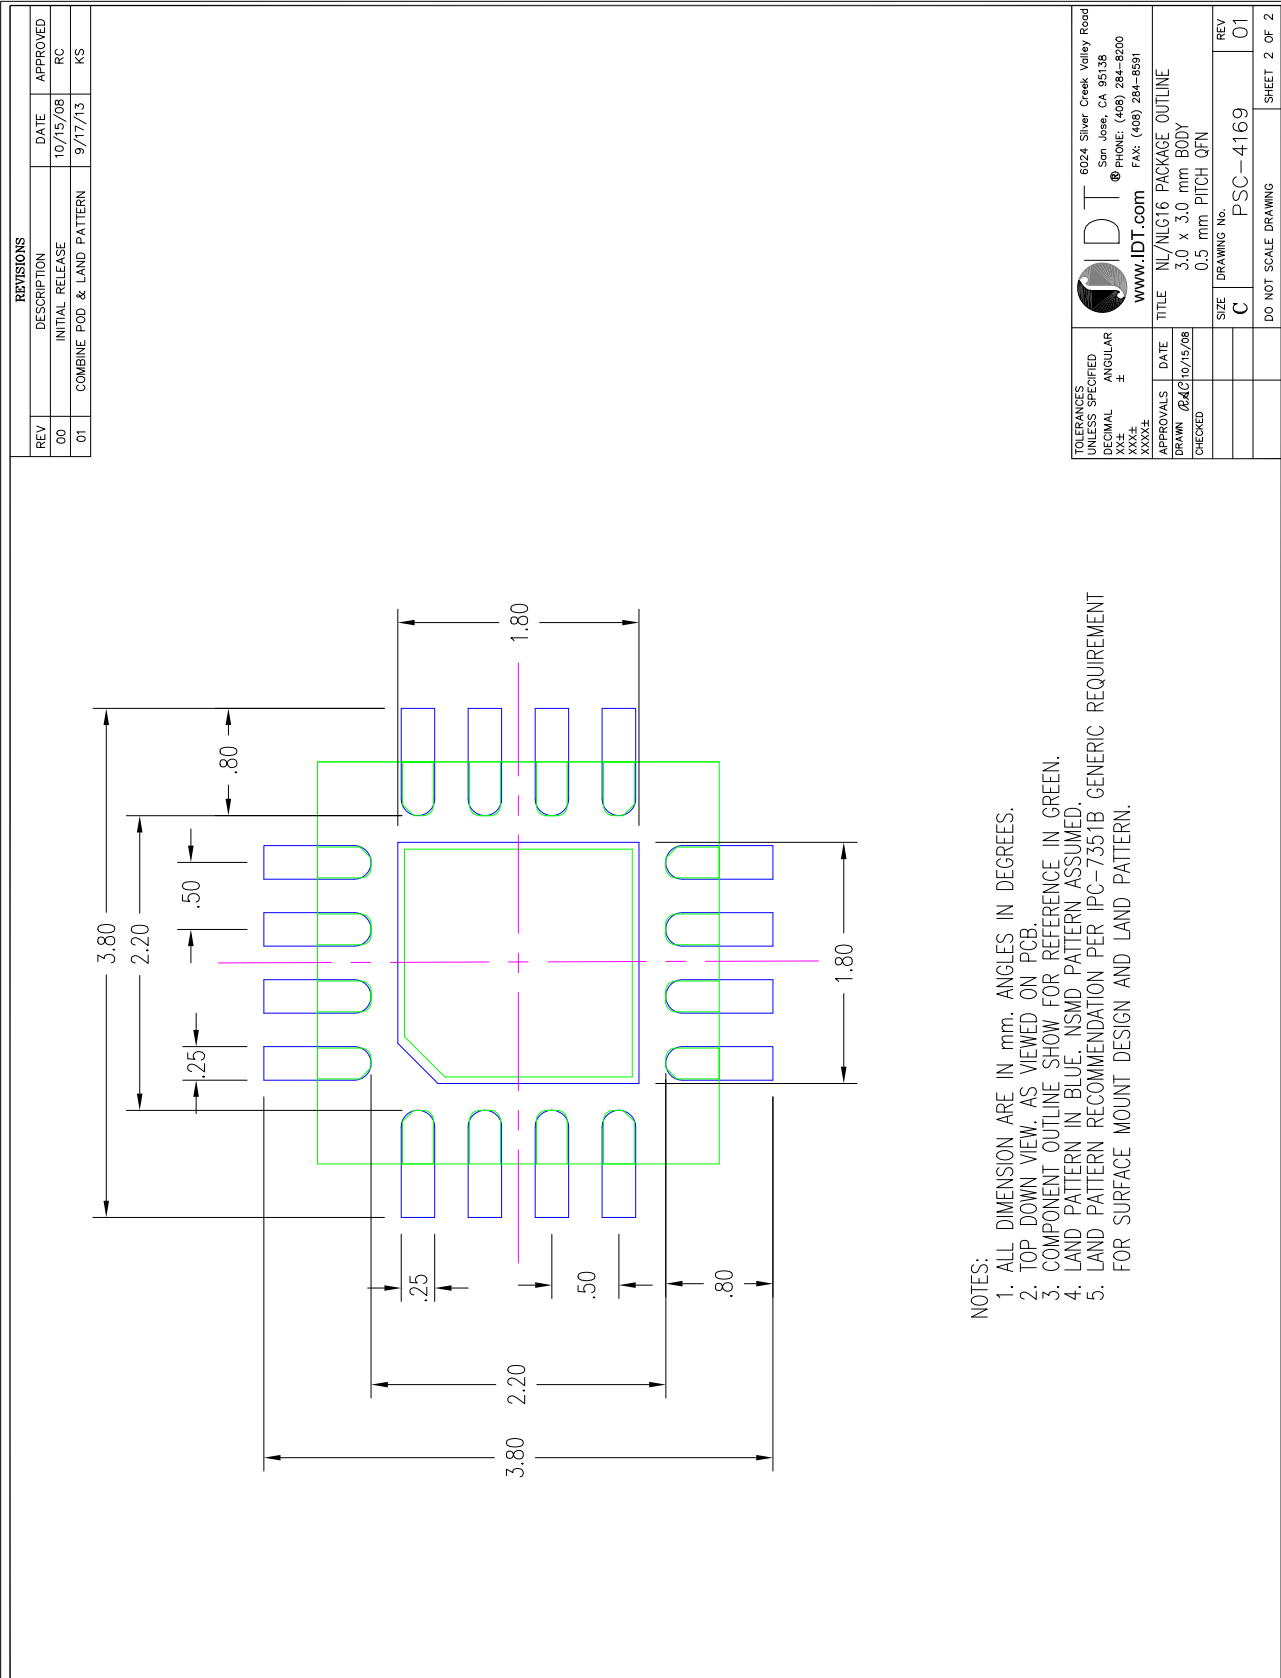 REVISIONS
REV DESCRIPTION DATE APPROVED
00 INITIAL RELEASE 10/15/08 RC
01 COMBINE POD & LAND PATTERN 9/17/13 KS
3.80
2.20
.50
.25
.80
1.80
.25
.50
.80
2.20
3.80
1.80
NOTES:
1. ALL DIMENSION ARE IN mm. ANGLES IN DEGREES.
2. TOP DOWN VIEW. AS VIEWED ON PCB.
3. COMPONENT OUTLINE SHOW FOR REFERENCE IN GREEN.
4. LAND PATTERN IN BLUE. NSMD PATTERN ASSUMED.
5. LAND PATTERN RECOMMENDATION PER IPC-7351B GENERIC REQUIREMENT
FOR SURFACE MOUNT DESIGN AND LAND PATTERN.
TOLERANCES
UNLESS SPECIFIED
DECIMAL ANGULAR
XX± ±
XXX±
XXXX±
APPROVALS DATE
DRAWN RAC 10/15/08
CHECKED
IDT ®
www.IDT.com
6024 Silver Creek Valley Road
San Jose, CA 95138
PHONE: (408) 284-8200
FAX: (408) 284-8591
TITLE NL/NLG16 PACKAGE OUTLINE
3.0 x 3.0 mm BODY
0.5 mm PITCH QFN
SIZE DRAWING No. REV
C PSC-4169 01
DO NOT SCALE DRAWING SHEET 2 OF 2